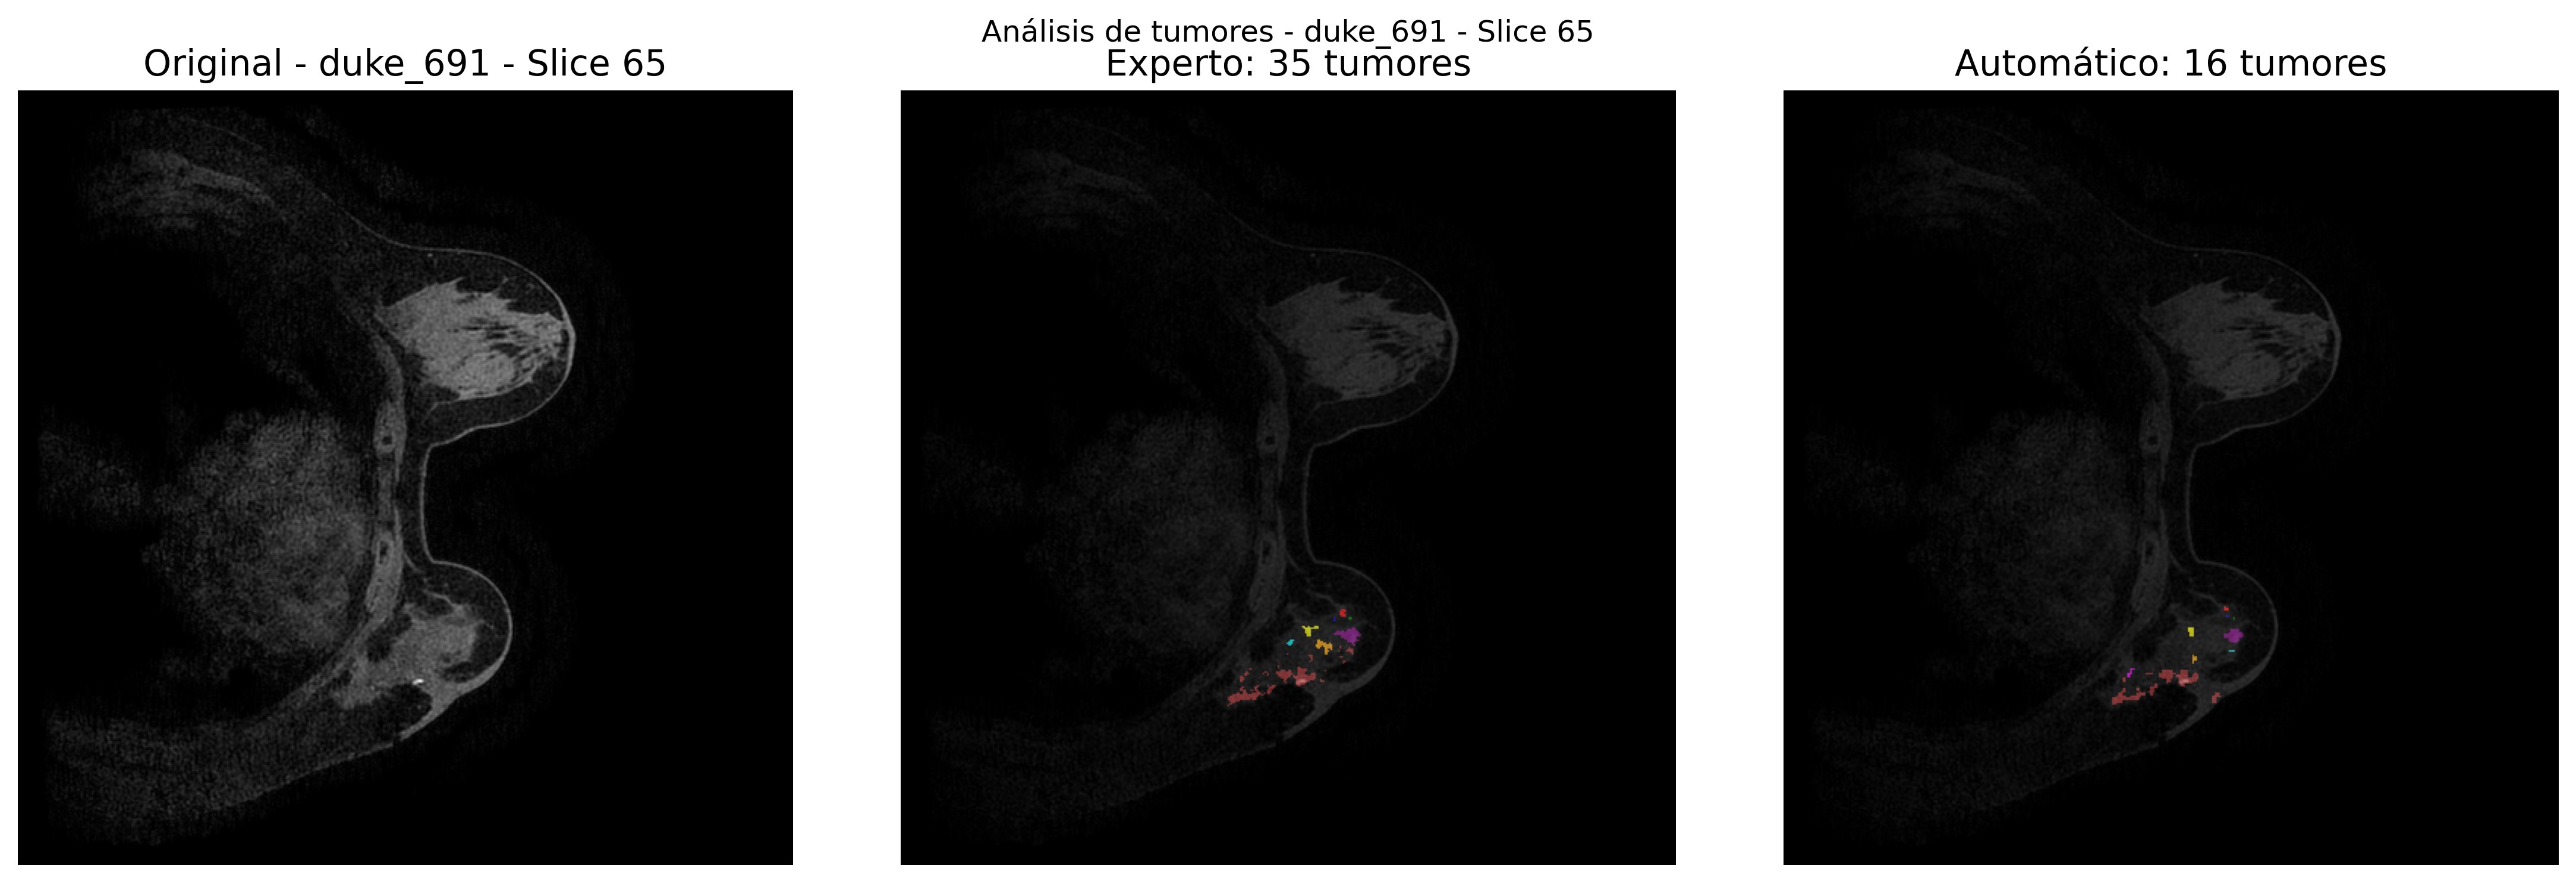 Análisis de tumores - duke_691 - Slice 65
Original - duke_691 - Slice 65
Experto: 35 tumores
Automático: 16 tumores